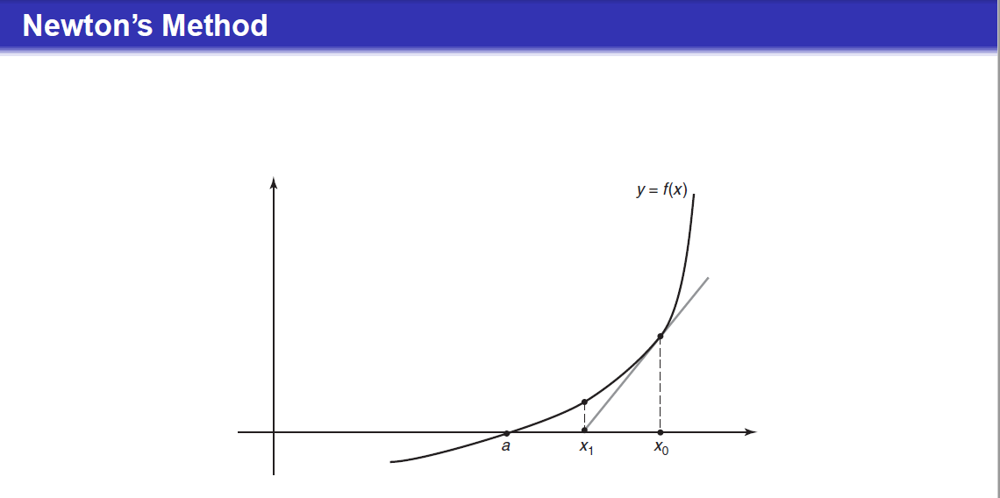 Newton's Method
y = f(x)
a
x₁
x₀